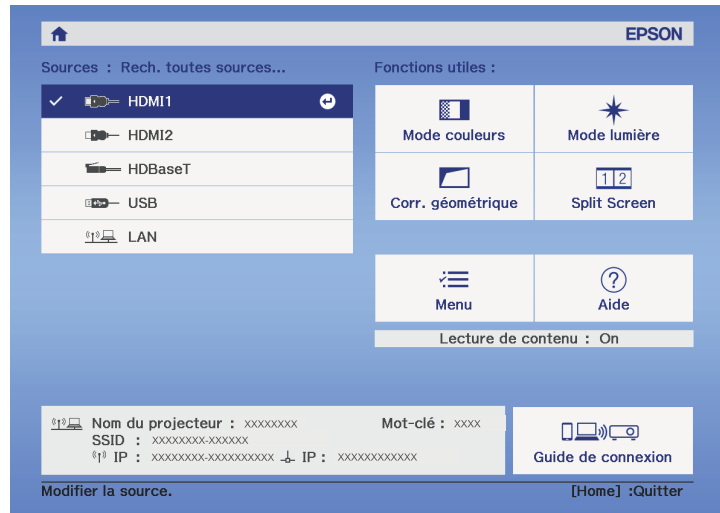 EPSON
Sources : Rech. toutes sources...
HDMI1
HDMI2
HDBaseT
USB
LAN
Fonctions utiles :
Mode couleurs
Mode lumière
Corr. géométrique
1 2
Split Screen
Menu
?
Aide
Lecture de contenu : On
Nom du projecteur : xxxxxxxx Mot-clé : xxxx
SSID : xxxxxxxx-xxxxxx
IP : xxxxxxxx-xxxxxxxxxx IP : xxxxxxxxxxxx
Guide de connexion
Modifier la source. [Home] :Quitter